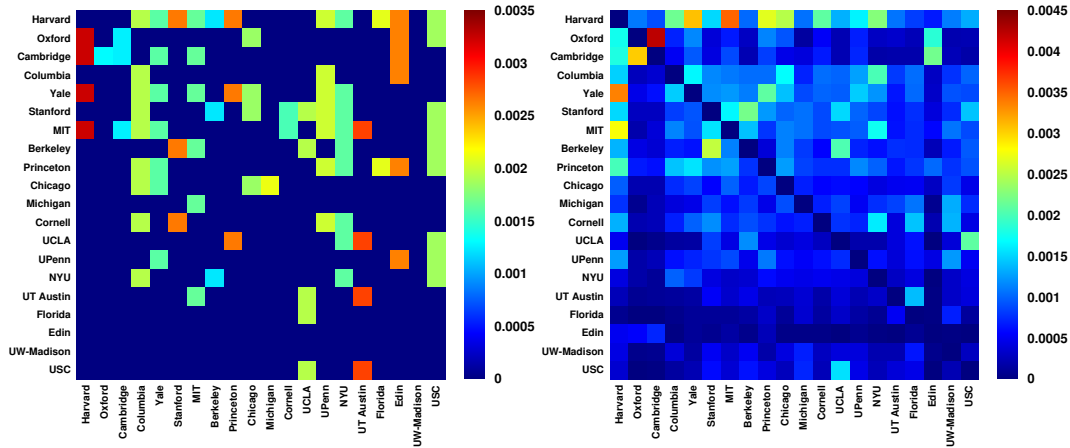 Harvard
Oxford
Cambridge
Columbia
Yale
Stanford
MIT
Berkeley
Princeton
Chicago
Michigan
Cornell
UCLA
UPenn
NYU
UT Austin
Florida
Edin
UW-Madison
USC
Harvard
Oxford
Cambridge
Columbia
Yale
Stanford
MIT
Berkeley
Princeton
Chicago
Michigan
Cornell
UCLA
UPenn
NYU
UT Austin
Florida
Edin
UW-Madison
USC
0.0035
0.003
0.0025
0.002
0.0015
0.001
0.0005
0
Harvard
Oxford
Cambridge
Columbia
Yale
Stanford
MIT
Berkeley
Princeton
Chicago
Michigan
Cornell
UCLA
UPenn
NYU
UT Austin
Florida
Edin
UW-Madison
USC
Harvard
Oxford
Cambridge
Columbia
Yale
Stanford
MIT
Berkeley
Princeton
Chicago
Michigan
Cornell
UCLA
UPenn
NYU
UT Austin
Florida
Edin
UW-Madison
USC
0.0045
0.004
0.0035
0.003
0.0025
0.002
0.0015
0.001
0.0005
0